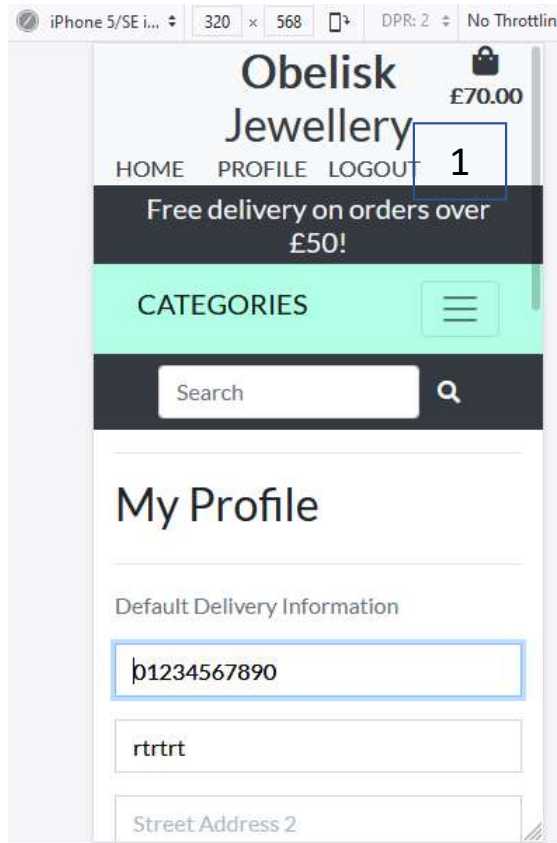 iPhone 5/SE i... 320 × 568 DPR: 2 No Throttlin
Obelisk
Jewellery
£70.00
HOME PROFILE LOGOUT
1
Free delivery on orders over
£50!
CATEGORIES
Search
My Profile
Default Delivery Information
01234567890
rtrtrt
Street Address 2